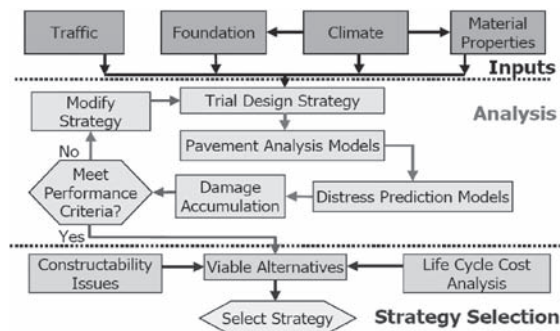 Traffic
Foundation
Climate
Material
Properties
Inputs
Modify
Strategy
Trial Design Strategy
Analysis
Pavement Analysis Models
No
Meet
Performance
Criteria?
Damage
Accumulation
Distress Prediction Models
Yes
Constructability
Issues
Viable Alternatives
Life Cycle Cost
Analysis
Select Strategy
Strategy Selection